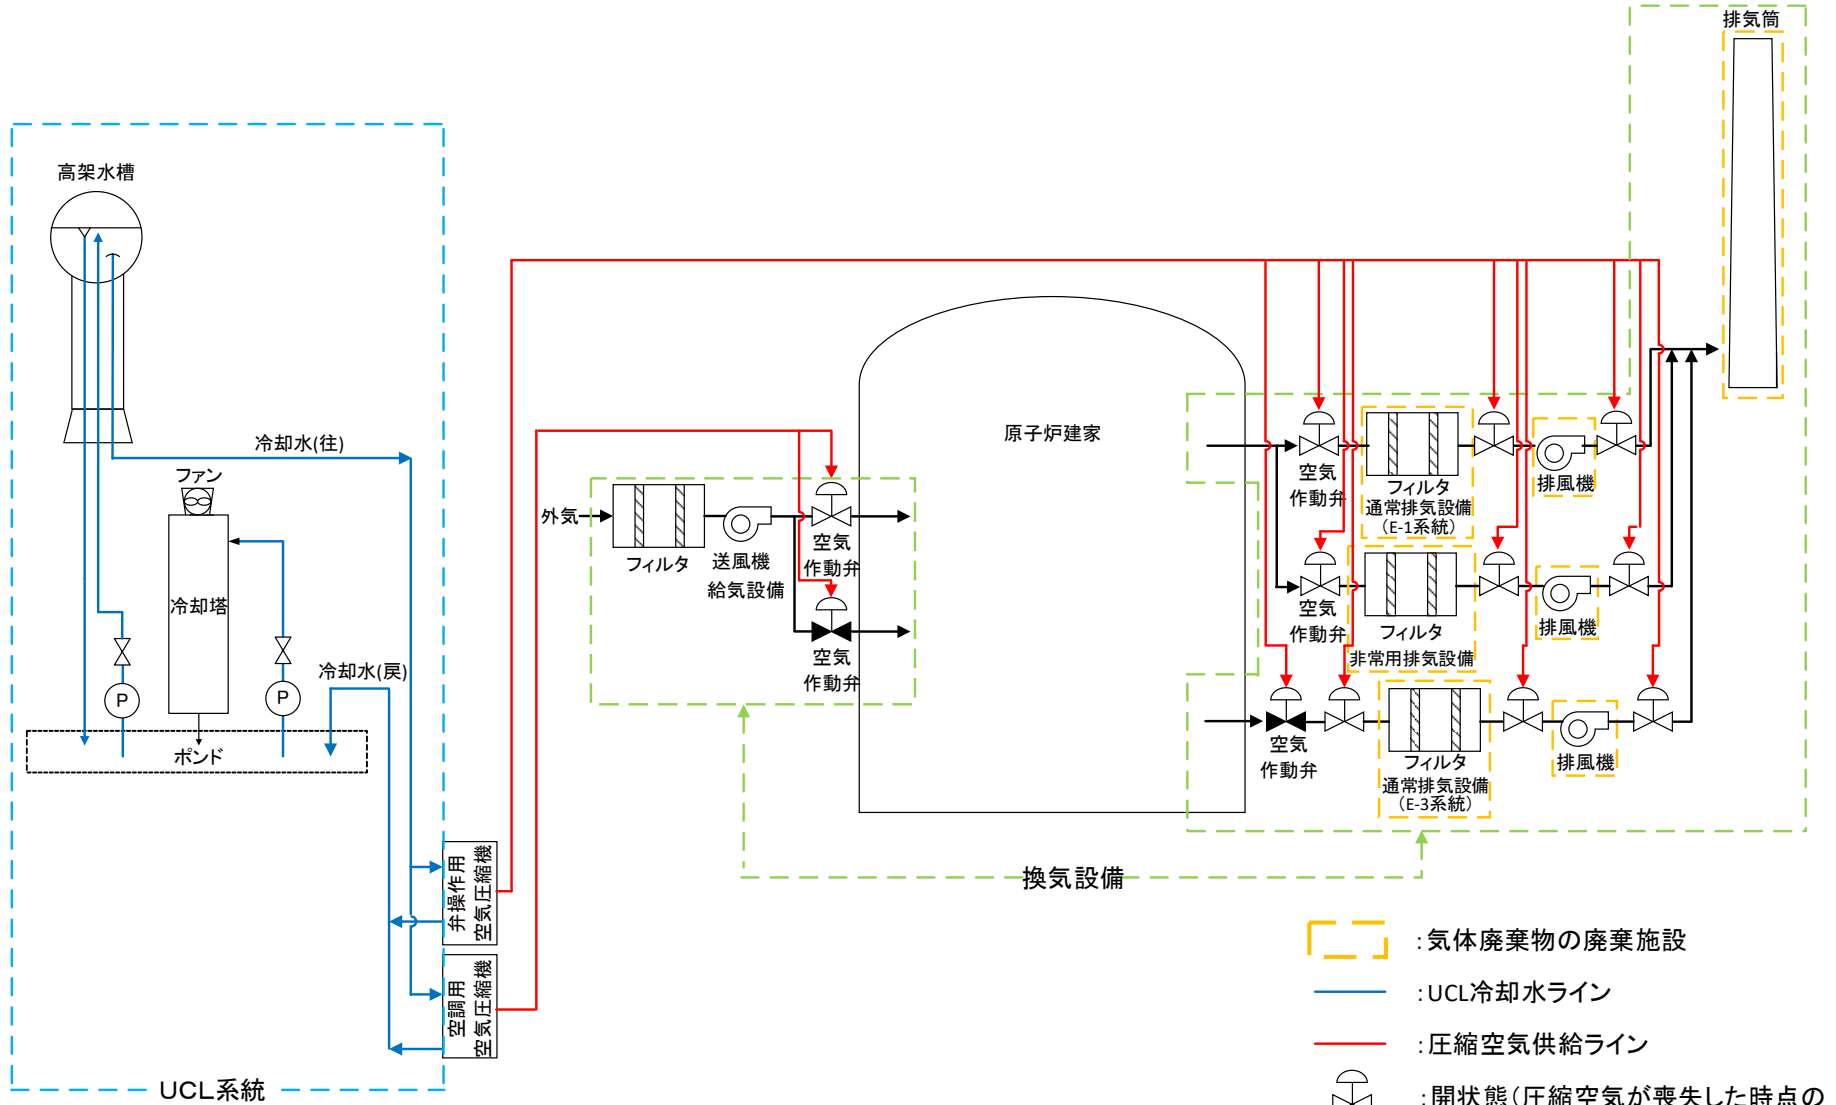 排気筒
高架水槽
冷却水(往)
ファン
冷却塔
冷却水(戻)
P
P
ポンド
UCL系統
弁操作用
空気圧縮機
空調用
空気圧縮機
外気
フィルタ
送風機
給気設備
空気
作動弁
空気
作動弁
原子炉建家
空気
作動弁
フィルタ
通常排気設備
(E-1系統)
排風機
空気
作動弁
フィルタ
非常用排気設備
排風機
空気
作動弁
フィルタ
通常排気設備
(E-3系統)
排風機
換気設備
:気体廃棄物の廃棄施設
:UCL冷却水ライン
:圧縮空気供給ライン
:開状態(圧縮空気が喪失した時点の